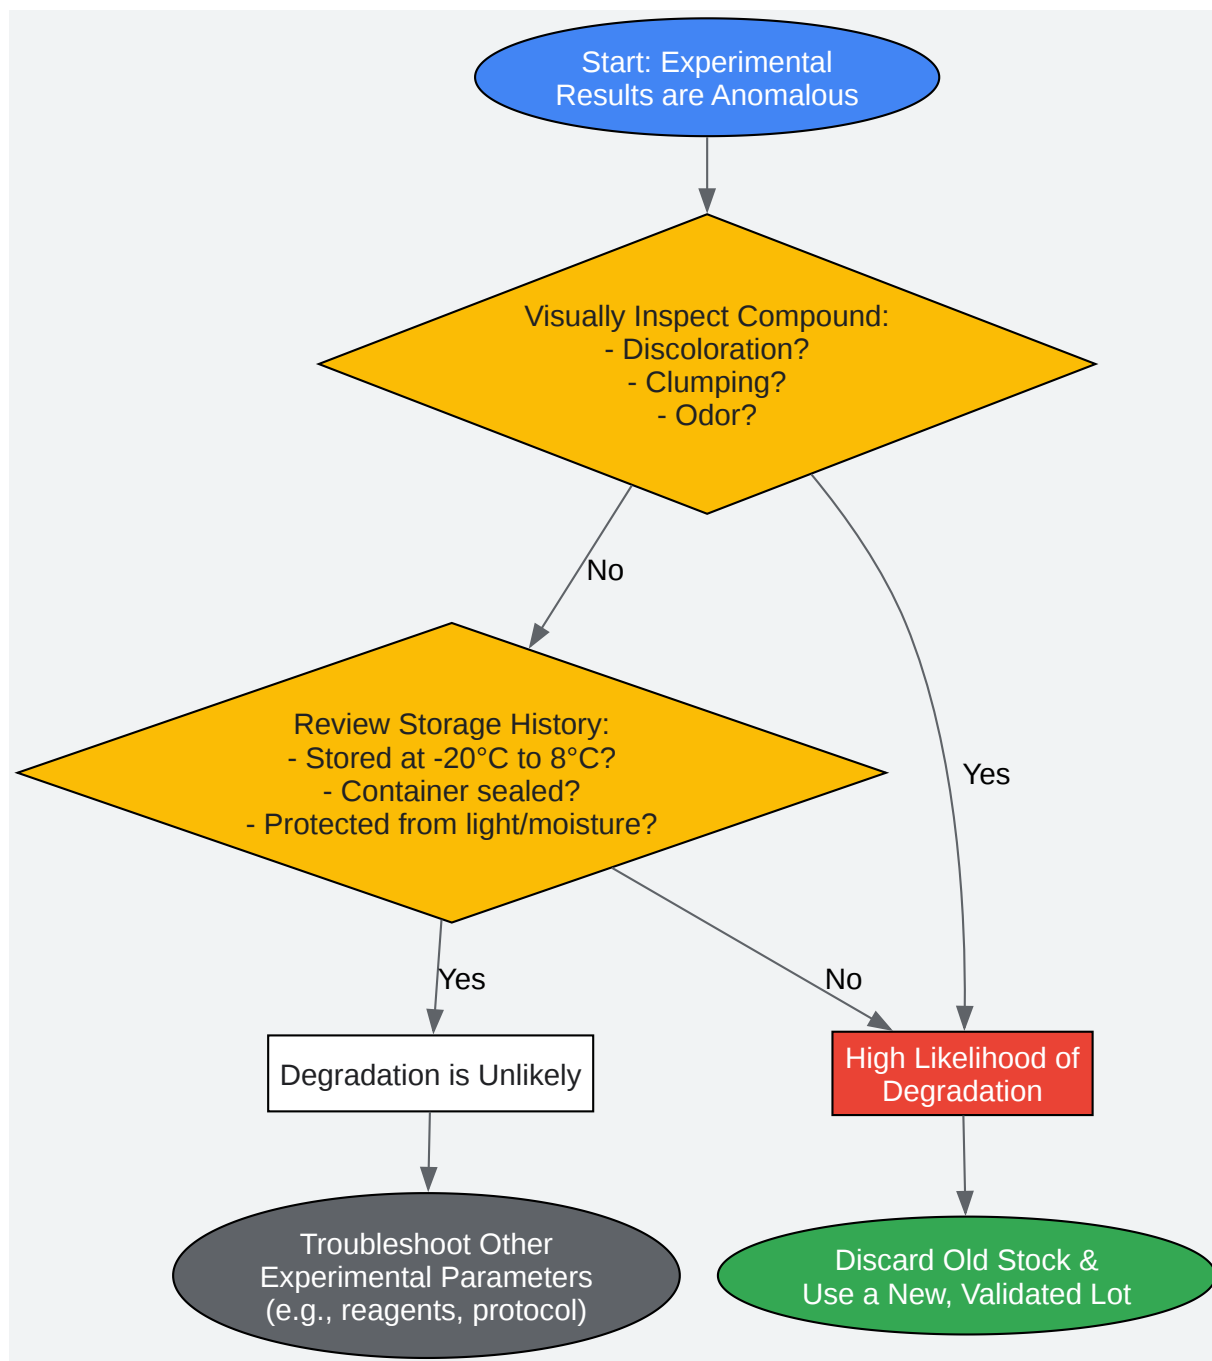 Start: Experimental
Results are Anomalous
Visually Inspect Compound:
- Discoloration?
- Clumping?
- Odor?
No
Yes
Review Storage History:
- Stored at -20°C to 8°C?
- Container sealed?
- Protected from light/moisture?
Yes
No
Degradation is Unlikely
High Likelihood of
Degradation
Troubleshoot Other
Experimental Parameters
(e.g., reagents, protocol)
Discard Old Stock &
Use a New, Validated Lot